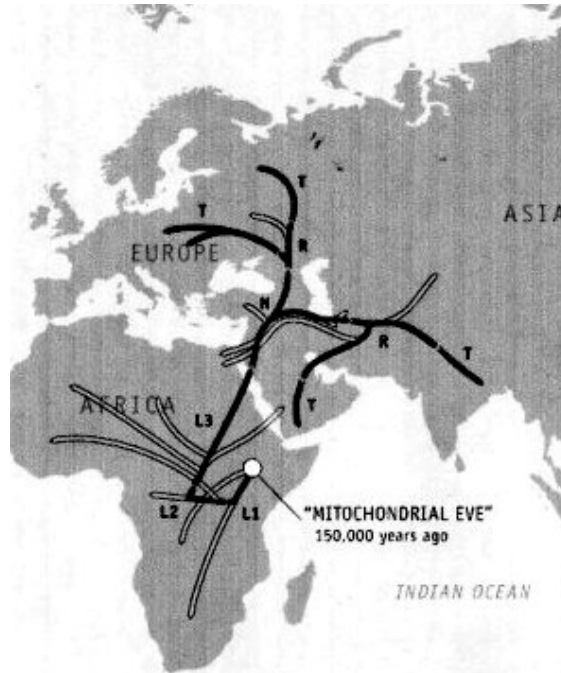 T
T
ASIA
EUROPE
R
N
R
T
T
AFRICA
L3
L2
L1
"MITOCHONDRIAL EVE"
150,000 years ago
INDIAN OCEAN